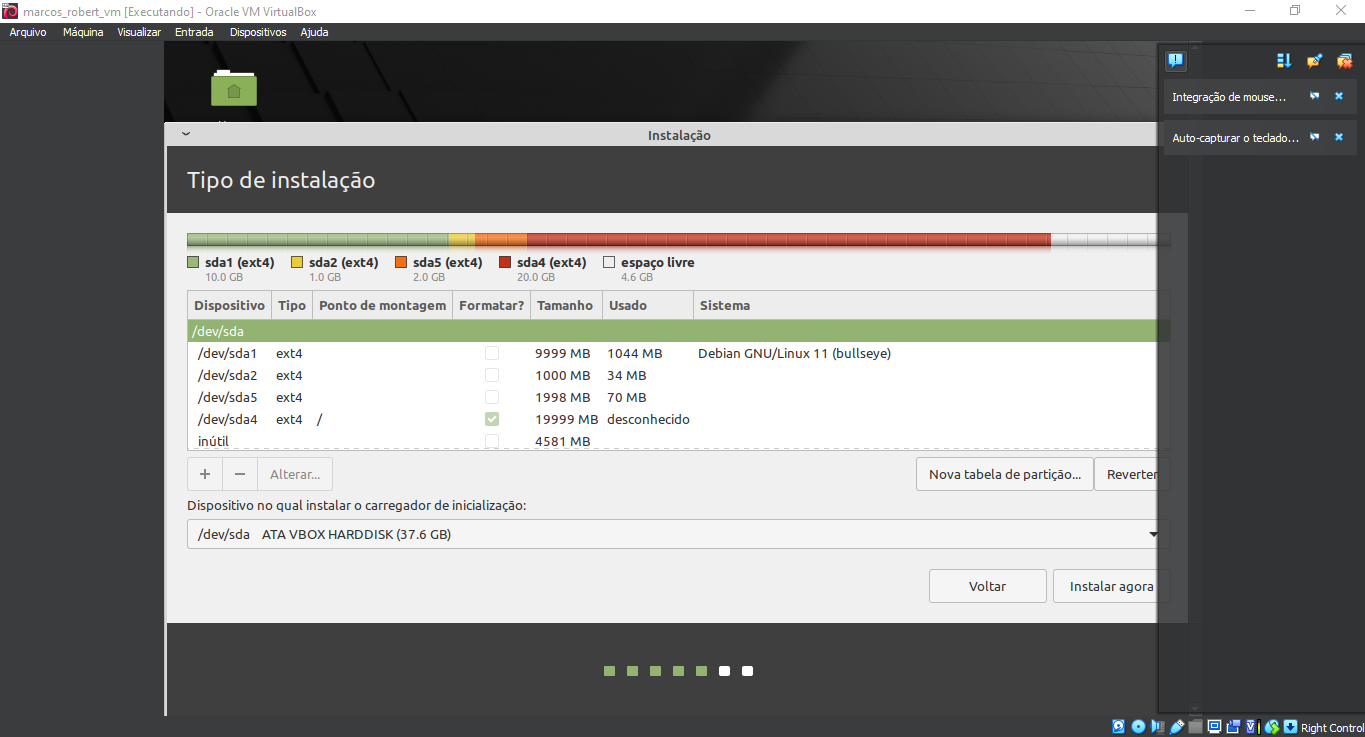 marcos_robert_vm [Executando] - Oracle VM VirtualBox
Arquivo Máquina Visualizar Entrada Dispositivos Ajuda
Integração de mouse...
Auto-capturar o teclado...
Instalação
Tipo de instalação
sda1 (ext4) sda2 (ext4) sda5 (ext4) sda4 (ext4) espaço livre
10.0 GB 1.0 GB 2.0 GB 20.0 GB 4.6 GB
Dispositivo Tipo Ponto de montagem Formatar? Tamanho Usado Sistema
/dev/sda
/dev/sda1 ext4 9999 MB 1044 MB Debian GNU/Linux 11 (bullseye)
/dev/sda2 ext4 1000 MB 34 MB
/dev/sda5 ext4 1998 MB 70 MB
/dev/sda4 ext4 / 19999 MB desconhecido
inútil 4581 MB
+ − Alterar... Nova tabela de partição... Reverter
Dispositivo no qual instalar o carregador de inicialização:
/dev/sda ATA VBOX HARDDISK (37.6 GB)
Voltar Instalar agora
Right Control